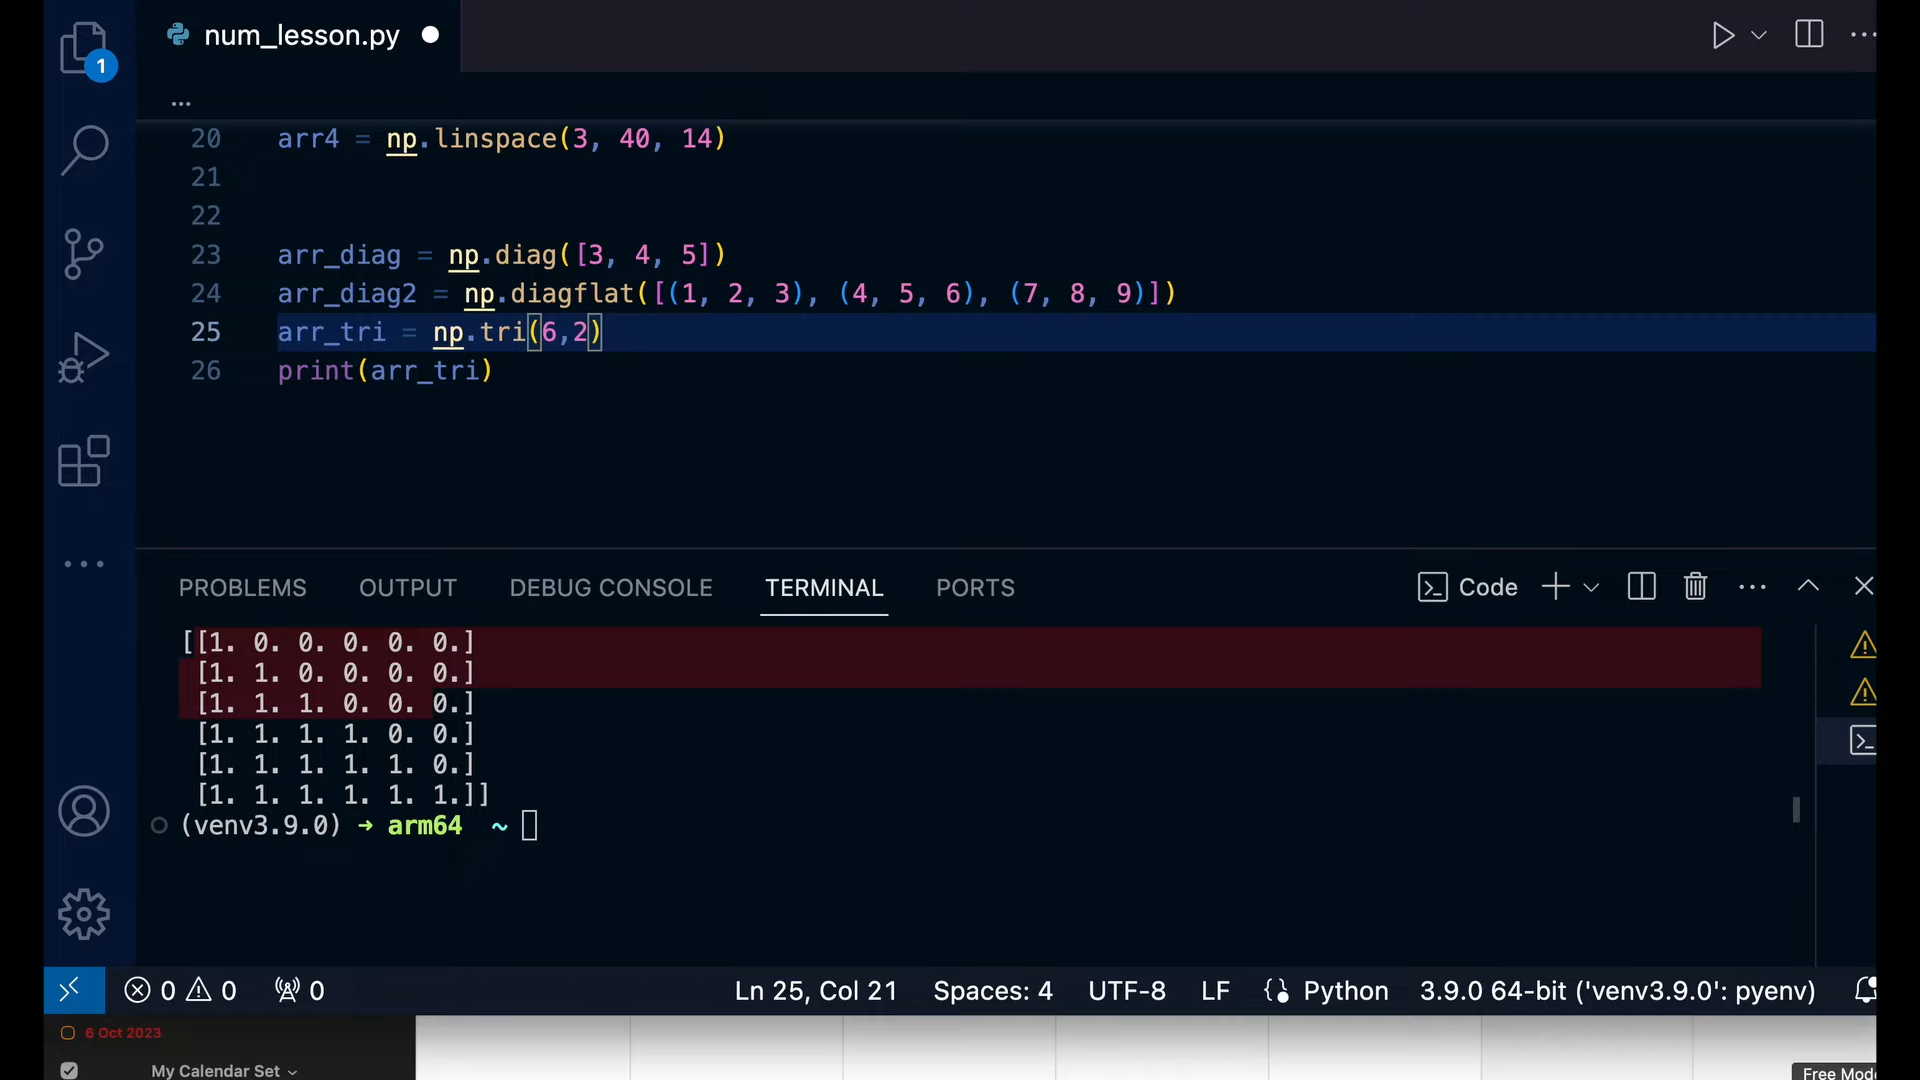 1
num_lesson.py
...
20 arr4 = np.linspace(3, 40, 14)
21
22
23 arr_diag = np.diag([3, 4, 5])
24 arr_diag2 = np.diagflat([(1, 2, 3), (4, 5, 6), (7, 8, 9)])
25 arr_tri = np.tri(6,2)
26 print(arr_tri)
PROBLEMS OUTPUT DEBUG CONSOLE TERMINAL PORTS Code
[[1. 0. 0. 0. 0. 0.]
[1. 1. 0. 0. 0. 0.]
[1. 1. 1. 0. 0. 0.]
[1. 1. 1. 1. 0. 0.]
[1. 1. 1. 1. 1. 0.]
[1. 1. 1. 1. 1. 1.]]
(venv3.9.0) ➜ arm64 ~
0 0 0 Ln 25, Col 21 Spaces: 4 UTF-8 LF Python 3.9.0 64-bit ('venv3.9.0': pyenv)
6 Oct 2023
My Calendar Set
Free Mod